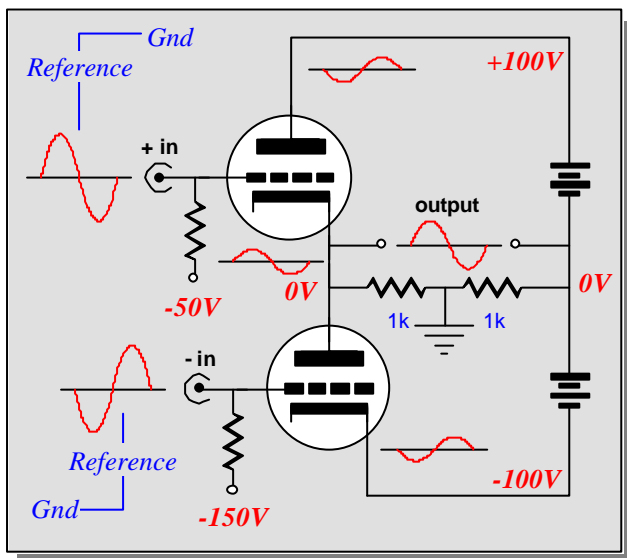 Gnd
Reference
+100V
+ in
output
-50V
0V
0V
1k
1k
- in
Reference
-100V
Gnd
-150V